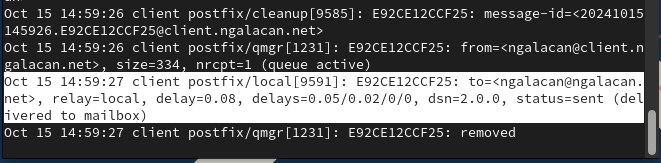 Oct 15 14:59:26 client postfix/cleanup[9585]: E92CE12CCF25: message-id=<20241015
145926.E92CE12CCF25@client.ngalacan.net>
Oct 15 14:59:26 client postfix/qmgr[1231]: E92CE12CCF25: from=<ngalacan@client.n
galacan.net>, size=334, nrcpt=1 (queue active)
Oct 15 14:59:27 client postfix/local[9591]: E92CE12CCF25: to=<ngalacan@ngalacan.
net>, relay=local, delay=0.08, delays=0.05/0.02/0/0, dsn=2.0.0, status=sent (del
ivered to mailbox)
Oct 15 14:59:27 client postfix/qmgr[1231]: E92CE12CCF25: removed